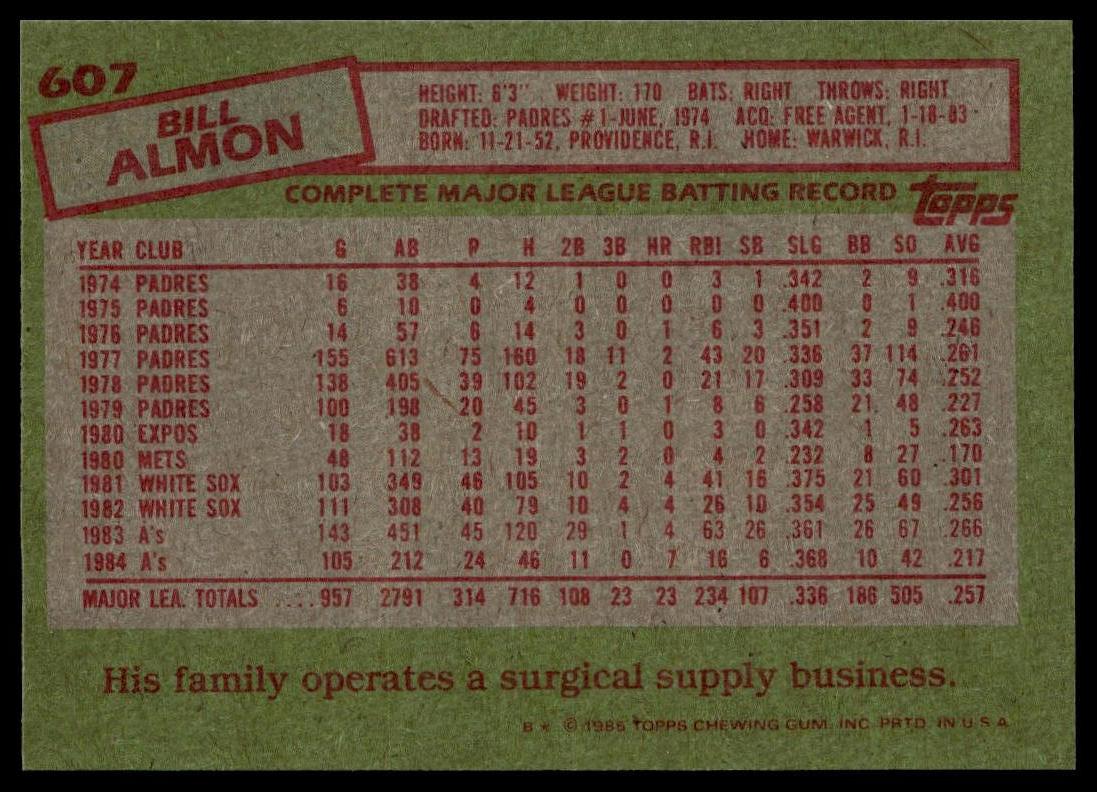 607
BILL
ALMON
HEIGHT: 6'3" WEIGHT: 170 BATS: RIGHT THROWS: RIGHT
DRAFTED: PADRES #1-JUNE, 1974 ACQ: FREE AGENT, 1-18-83
BORN: 11-21-52, PROVIDENCE, R.I. HOME: WARWICK, R.I.
COMPLETE MAJOR LEAGUE BATTING RECORD topps
YEAR CLUB G AB R H 2B 3B HR RBI SB SLG BB SO AVG
1974 PADRES 16 38 4 12 1 0 0 3 1 .342 2 9 .316
1975 PADRES 6 10 0 4 0 0 0 0 0 .400 0 1 .400
1976 PADRES 14 57 6 14 3 0 1 6 3 .351 2 9 .246
1977 PADRES 155 613 75 160 18 11 2 43 20 .336 37 114 .261
1978 PADRES 138 405 39 102 19 2 0 21 17 .309 33 74 .252
1979 PADRES 100 198 20 45 3 0 1 8 6 .258 21 48 .227
1980 EXPOS 18 38 2 10 1 1 0 3 0 .342 1 5 .263
1980 METS 48 112 13 19 3 2 0 4 2 .232 8 27 .170
1981 WHITE SOX 103 349 46 105 10 2 4 41 16 .375 21 60 .301
1982 WHITE SOX 111 308 40 79 10 4 4 26 10 .354 25 49 .256
1983 A's 143 451 45 120 29 1 4 63 26 .361 26 67 .266
1984 A's 105 212 24 46 11 0 7 16 6 .368 10 42 .217
MAJOR LEA. TOTALS ....957 2791 314 716 108 23 23 234 107 .336 186 505 .257
His family operates a surgical supply business.
B * © 1985 TOPPS CHEWING GUM, INC. PRTD. IN U S A